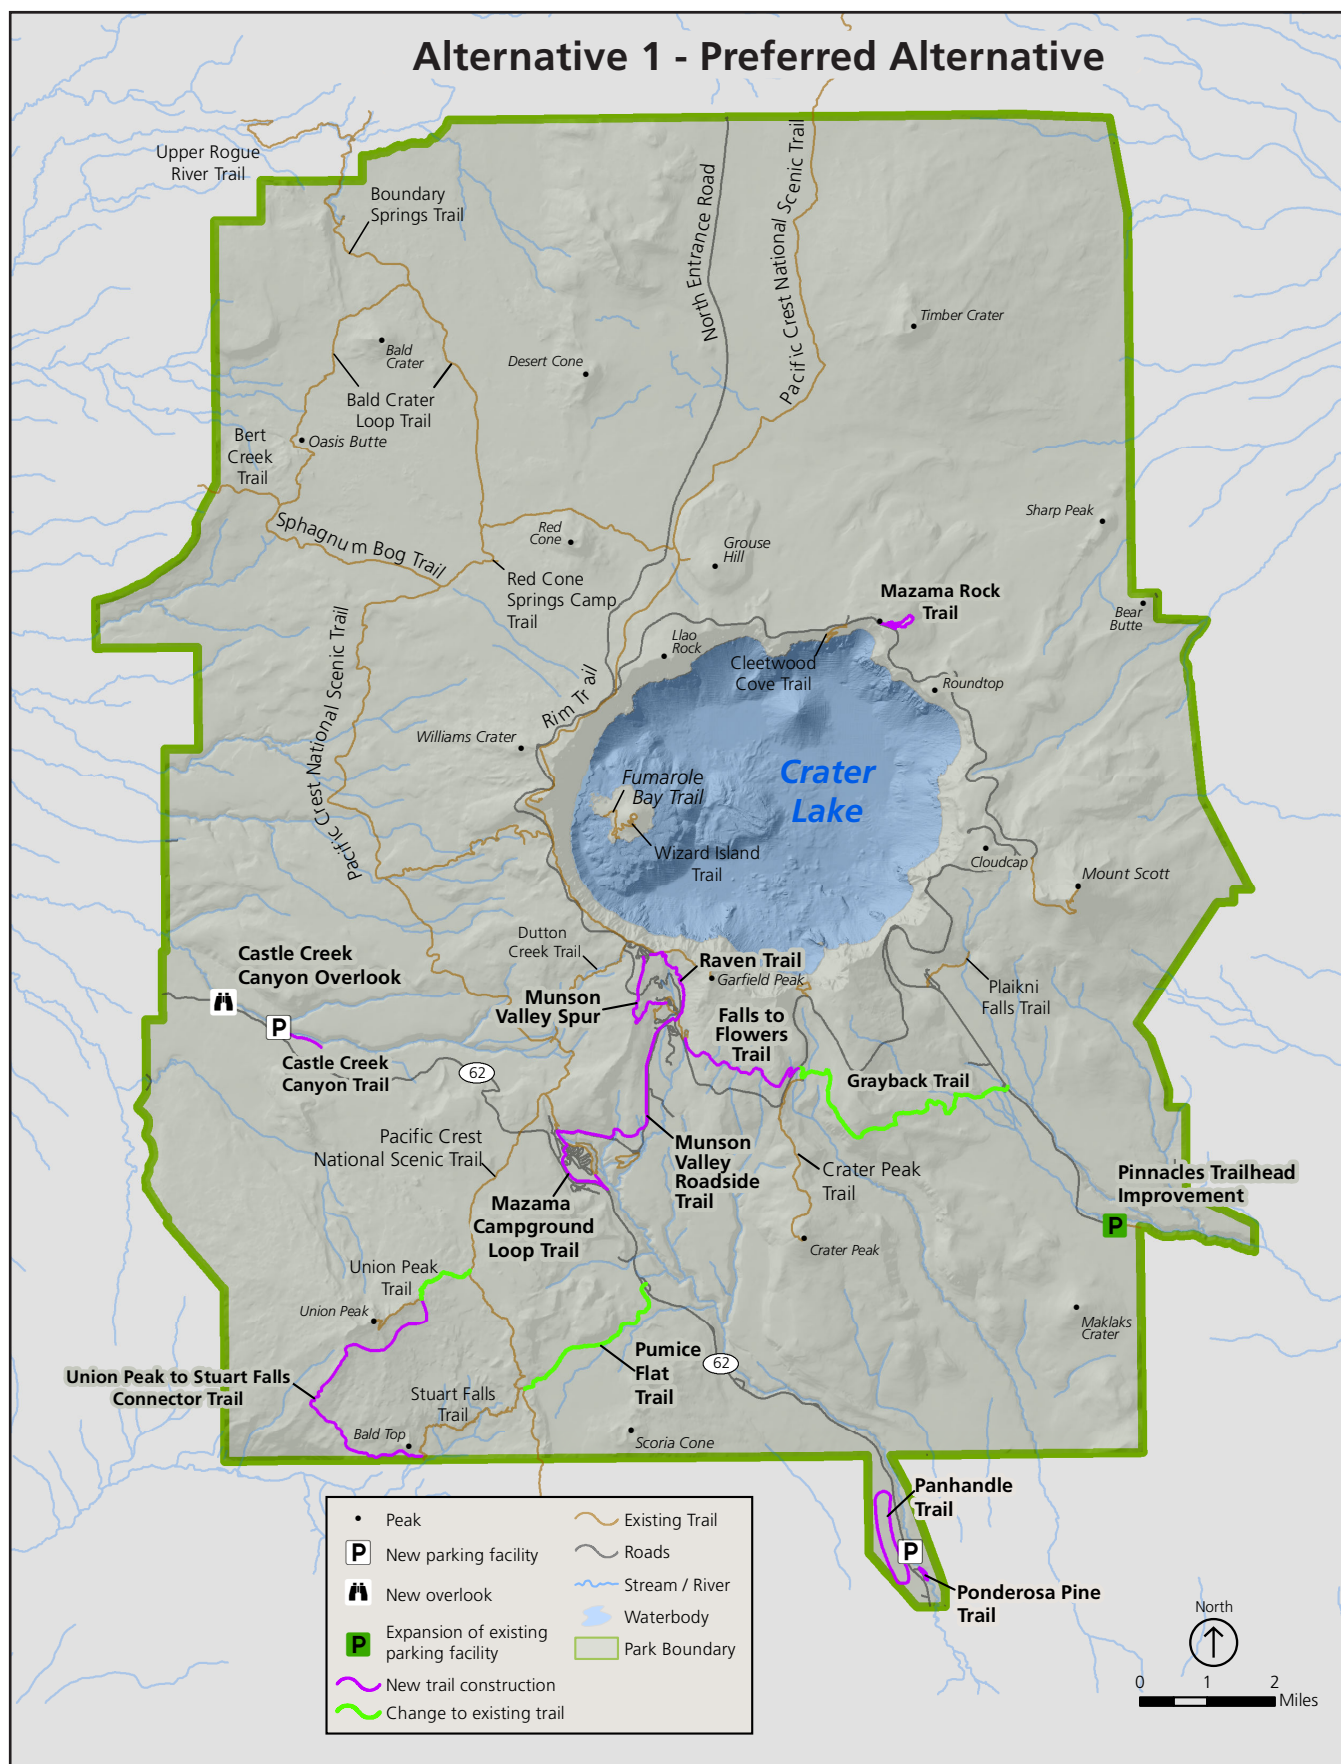 Alternative 1 - Preferred Alternative
Upper Rogue
River Trail
Boundary
Springs Trail
North Entrance Road
Pacific Crest National Scenic Trail
Timber Crater
Bald
Crater
Desert Cone
Bald Crater
Loop Trail
Bert
Creek
Trail
Oasis Butte
Sphagnum Bog Trail
Red
Cone
Grouse
Hill
Sharp Peak
Red Cone
Springs Camp
Trail
Mazama Rock
Trail
Bear
Butte
Pacific Crest National Scenic Trail
Llao
Rock
Cleetwood
Cove Trail
Roundtop
Rim Trail
Williams Crater
Fumarole
Bay Trail
Crater
Lake
Wizard Island
Trail
Cloudcap
Mount Scott
Dutton
Creek Trail
Castle Creek
Canyon Overlook
Raven Trail
Garfield Peak
Plaikni
Falls Trail
Munson
Valley Spur
Falls to
Flowers
Trail
P
Castle Creek
Canyon Trail
62
Grayback Trail
Pacific Crest
National Scenic Trail
Munson
Valley
Roadside
Trail
Crater Peak
Trail
Pinnacles Trailhead
Improvement
P
Mazama
Campground
Loop Trail
Crater Peak
Union Peak
Trail
Union Peak
Maklaks
Crater
Pumice
Flat
Trail
62
Union Peak to Stuart Falls
Connector Trail
Stuart Falls
Trail
Bald Top
Scoria Cone
Panhandle
Trail
P
Ponderosa Pine
Trail
Peak
P New parking facility
New overlook
P Expansion of existing
parking facility
New trail construction
Change to existing trail
Existing Trail
Roads
Stream / River
Waterbody
Park Boundary
North
0 1 2
Miles